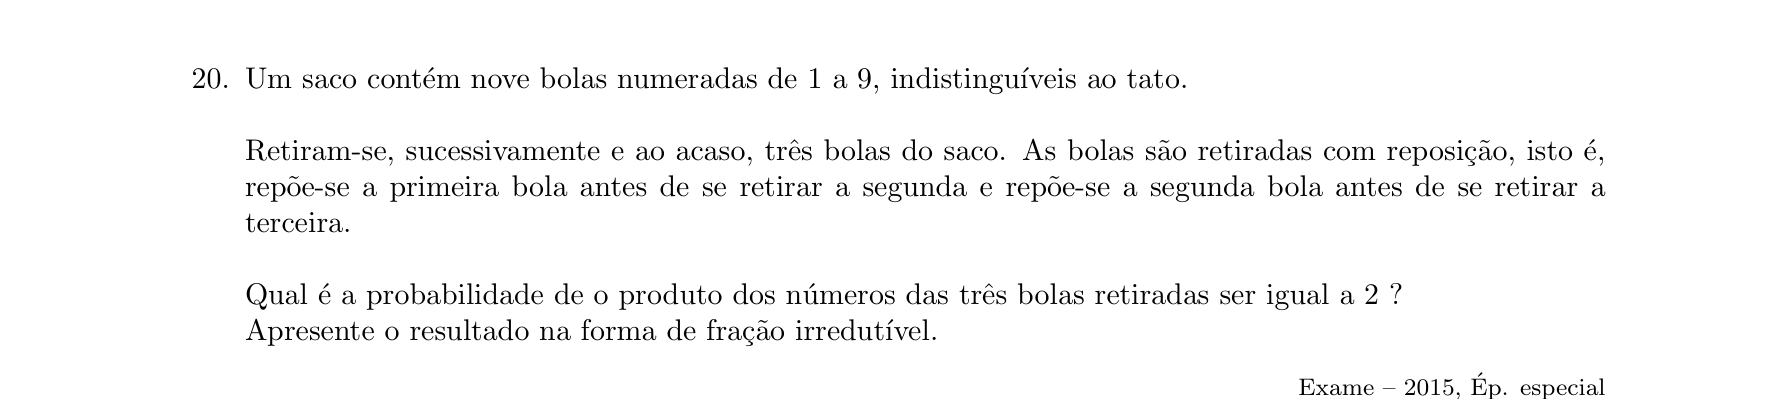 20. Um saco contém nove bolas numeradas de 1 a 9, indistinguíveis ao tato.
Retiram-se, sucessivamente e ao acaso, três bolas do saco. As bolas são retiradas com reposição, isto é,
repõe-se a primeira bola antes de se retirar a segunda e repõe-se a segunda bola antes de se retirar a
terceira.
Qual é a probabilidade de o produto dos números das três bolas retiradas ser igual a 2 ?
Apresente o resultado na forma de fração irredutível.
Exame – 2015, Ép. especial